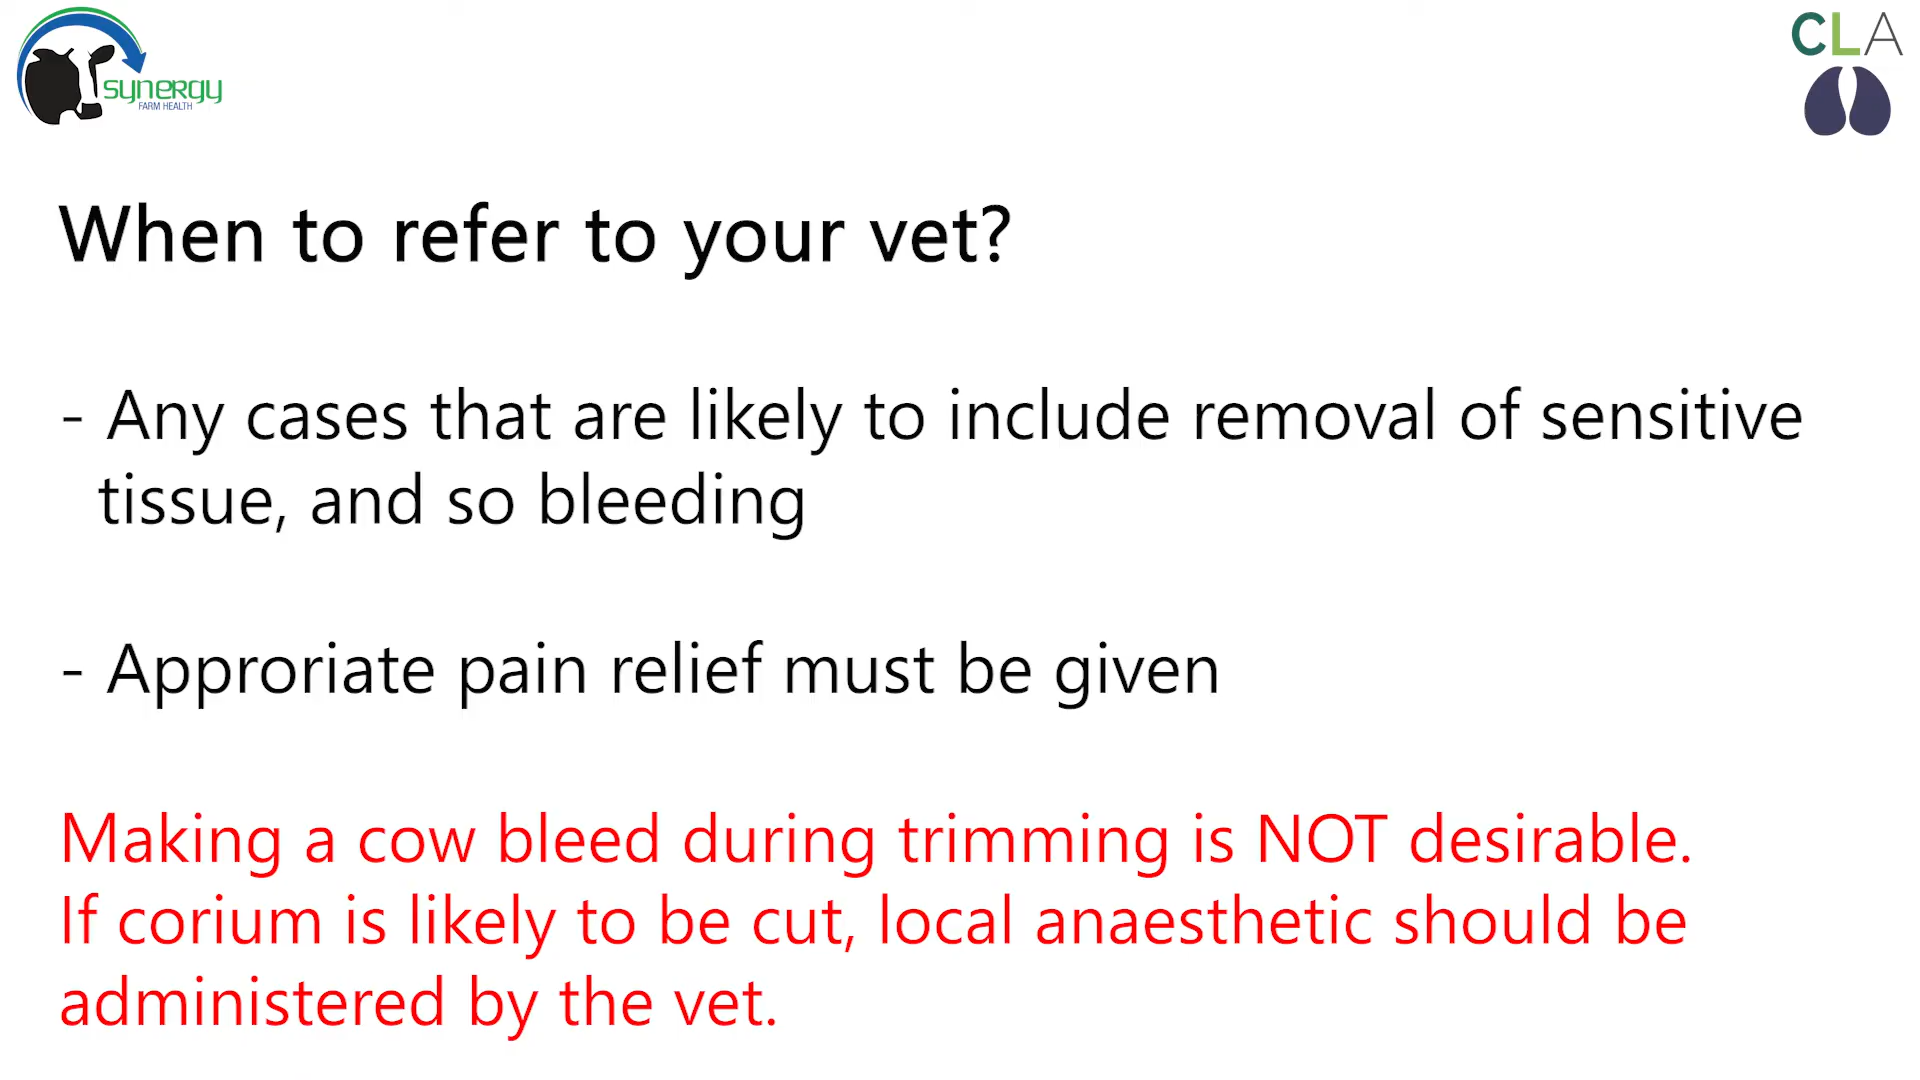 synergy
FARM HEALTH
CLA
When to refer to your vet?
- Any cases that are likely to include removal of sensitive
tissue, and so bleeding
- Approriate pain relief must be given
Making a cow bleed during trimming is NOT desirable.
If corium is likely to be cut, local anaesthetic should be
administered by the vet.